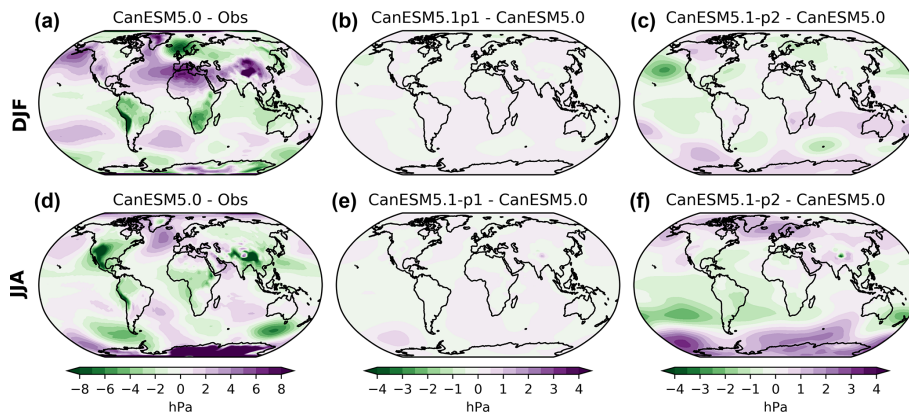 (a) CanESM5.0 - Obs
(b) CanESM5.1p1 - CanESM5.0
(c) CanESM5.1-p2 - CanESM5.0
DJF
(d) CanESM5.0 - Obs
(e) CanESM5.1-p1 - CanESM5.0
(f) CanESM5.1-p2 - CanESM5.0
JJA
−8 −6 −4 −2 0 2 4 6 8
hPa
−4 −3 −2 −1 0 1 2 3 4
hPa
−4 −3 −2 −1 0 1 2 3 4
hPa